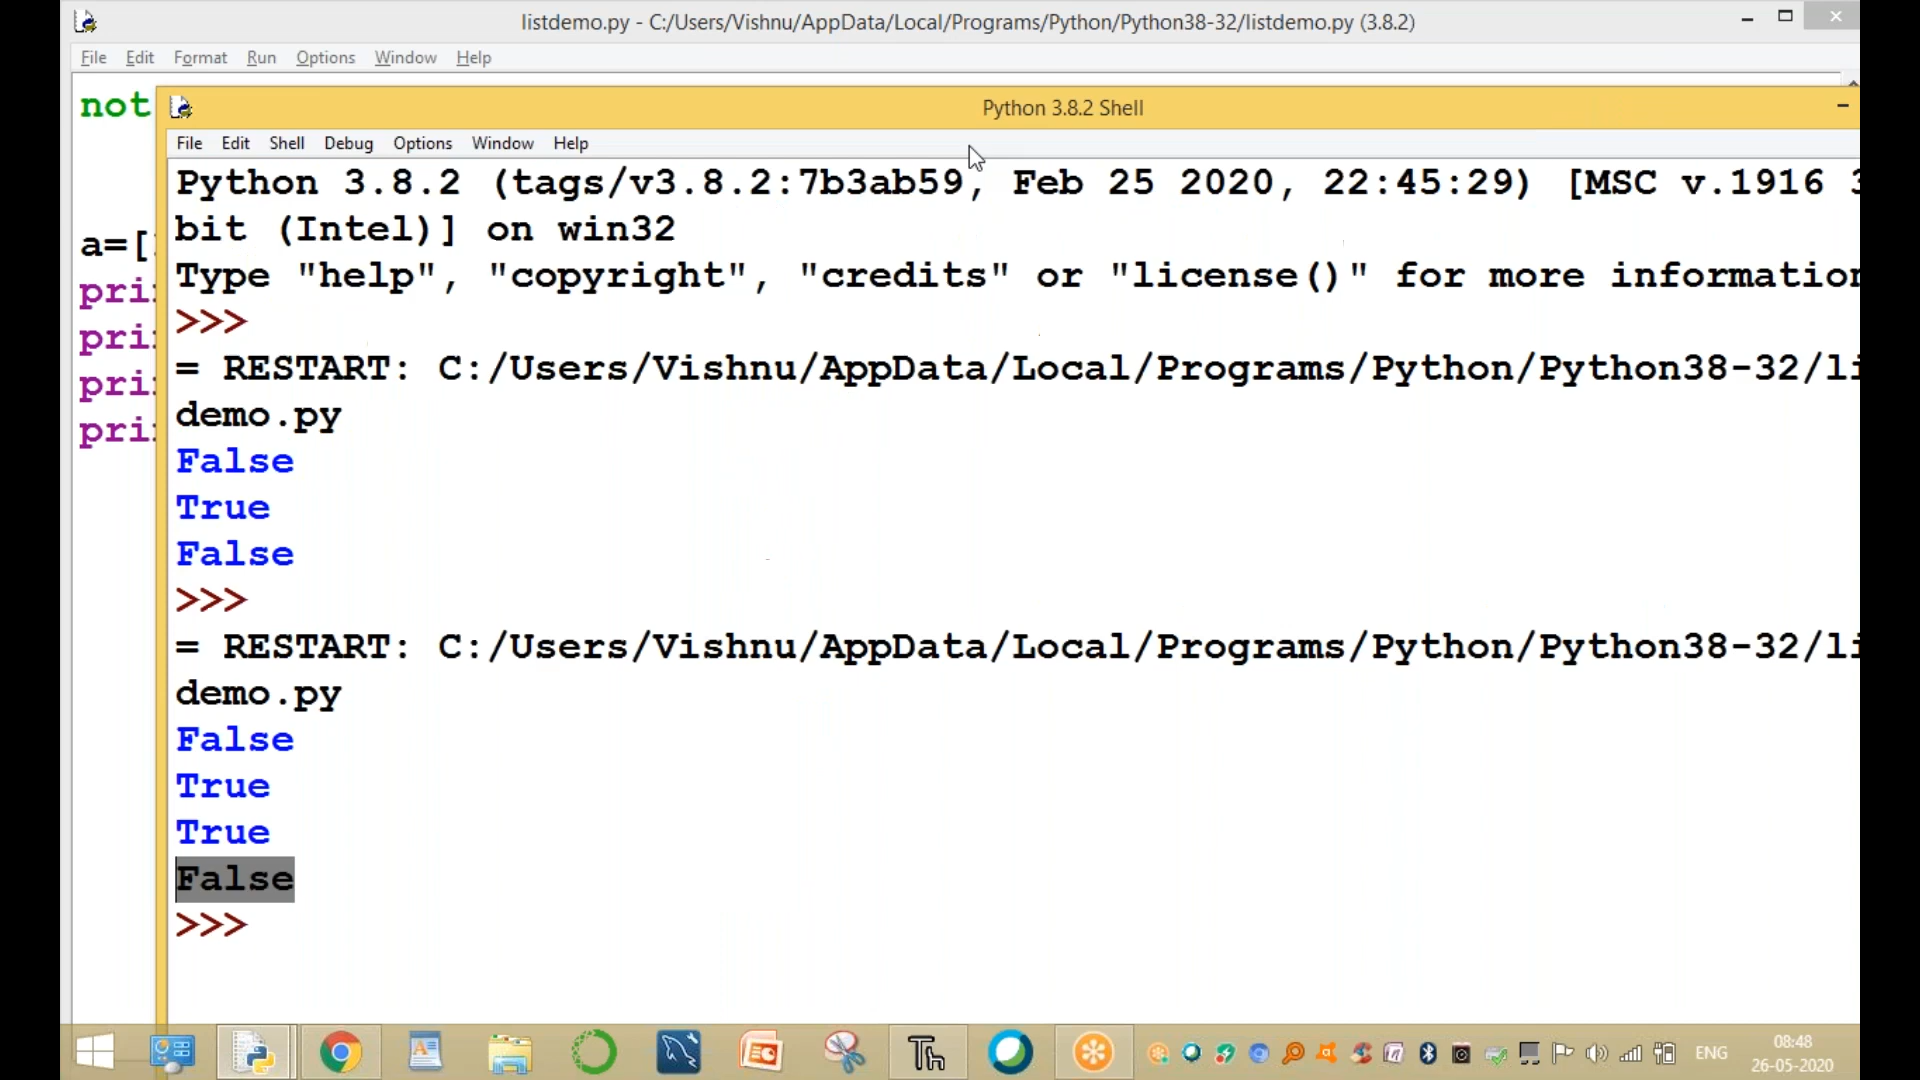 listdemo.py - C:/Users/Vishnu/AppData/Local/Programs/Python/Python38-32/listdemo.py (3.8.2)
File Edit Format Run Options Window Help
not
a=[
pri
pri
pri
pri
Python 3.8.2 Shell
File Edit Shell Debug Options Window Help
Python 3.8.2 (tags/v3.8.2:7b3ab59, Feb 25 2020, 22:45:29) [MSC v.1916 3
bit (Intel)] on win32
Type "help", "copyright", "credits" or "license()" for more information
>>>
= RESTART: C:/Users/Vishnu/AppData/Local/Programs/Python/Python38-32/li
demo.py
False
True
False
>>>
= RESTART: C:/Users/Vishnu/AppData/Local/Programs/Python/Python38-32/li
demo.py
False
True
True
False
>>>
ENG
08:48
26-05-2020